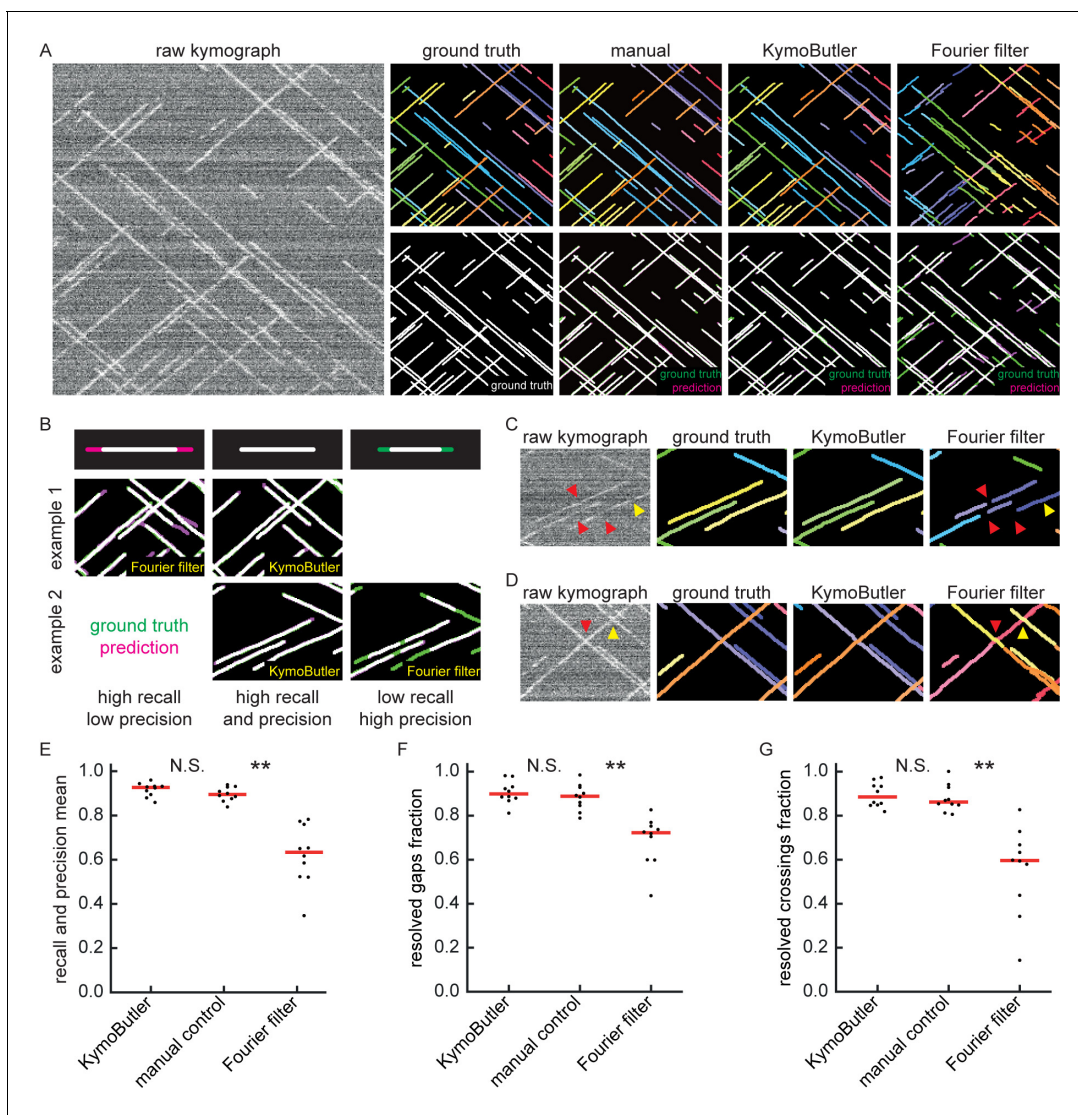 A
raw kymograph
ground truth
manual
KymoButler
Fourier filter
ground truth
ground truth
prediction
ground truth
prediction
ground truth
prediction
B
example 1
Fourier filter
KymoButler
example 2
ground truth
prediction
KymoButler
Fourier filter
high recall
low precision
high recall
and precision
low recall
high precision
C
raw kymograph
ground truth
KymoButler
Fourier filter
D
raw kymograph
ground truth
KymoButler
Fourier filter
E
N.S.
**
recall and precision mean
1.0
0.8
0.6
0.4
0.2
0.0
KymoButler
manual control
Fourier filter
F
N.S.
**
resolved gaps fraction
1.0
0.8
0.6
0.4
0.2
0.0
KymoButler
manual control
Fourier filter
G
N.S.
**
resolved crossings fraction
1.0
0.8
0.6
0.4
0.2
0.0
KymoButler
manual control
Fourier filter